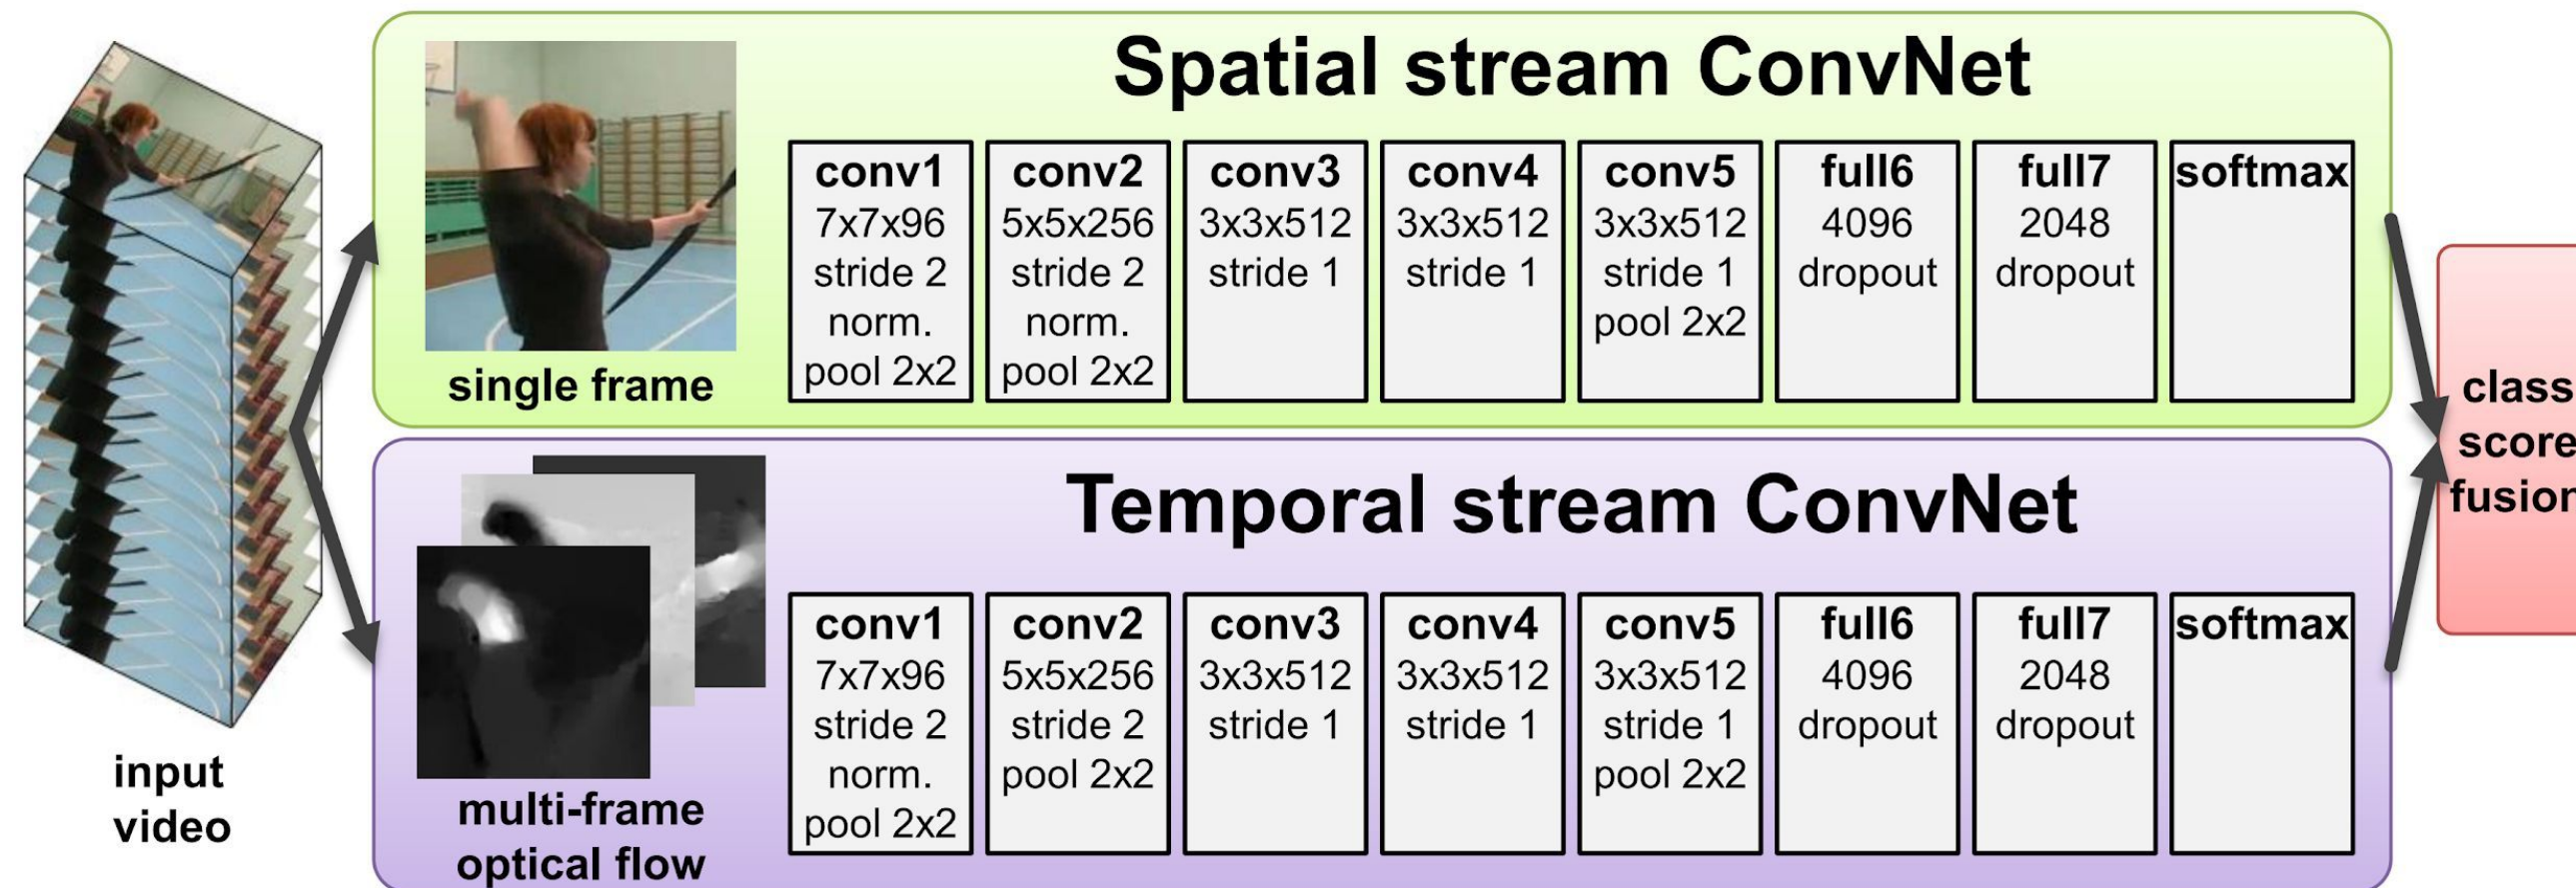 Spatial stream ConvNet
single frame
conv1
7x7x96
stride 2
norm.
pool 2x2
conv2
5x5x256
stride 2
norm.
pool 2x2
conv3
3x3x512
stride 1
conv4
3x3x512
stride 1
conv5
3x3x512
stride 1
pool 2x2
full6
4096
dropout
full7
2048
dropout
softmax
input
video
Temporal stream ConvNet
multi-frame
optical flow
conv1
7x7x96
stride 2
norm.
pool 2x2
conv2
5x5x256
stride 2
pool 2x2
conv3
3x3x512
stride 1
conv4
3x3x512
stride 1
conv5
3x3x512
stride 1
pool 2x2
full6
4096
dropout
full7
2048
dropout
softmax
class
score
fusion